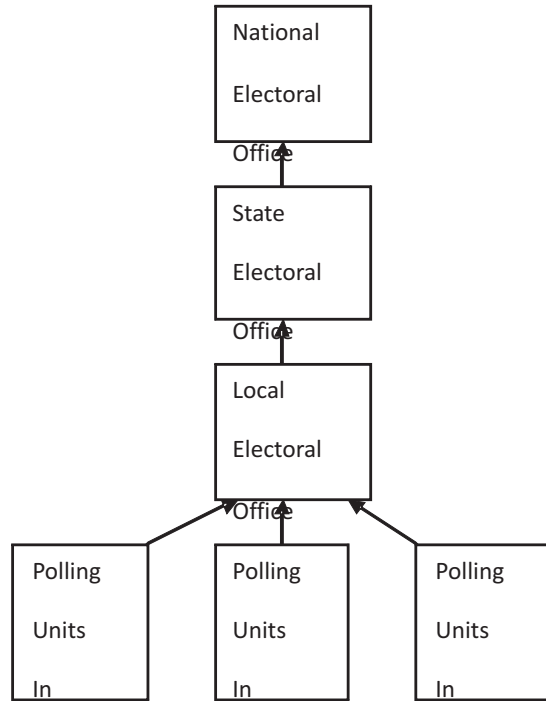 National
Electoral
Office
State
Electoral
Office
Local
Electoral
Office
Polling
Units
In
Polling
Units
In
Polling
Units
In